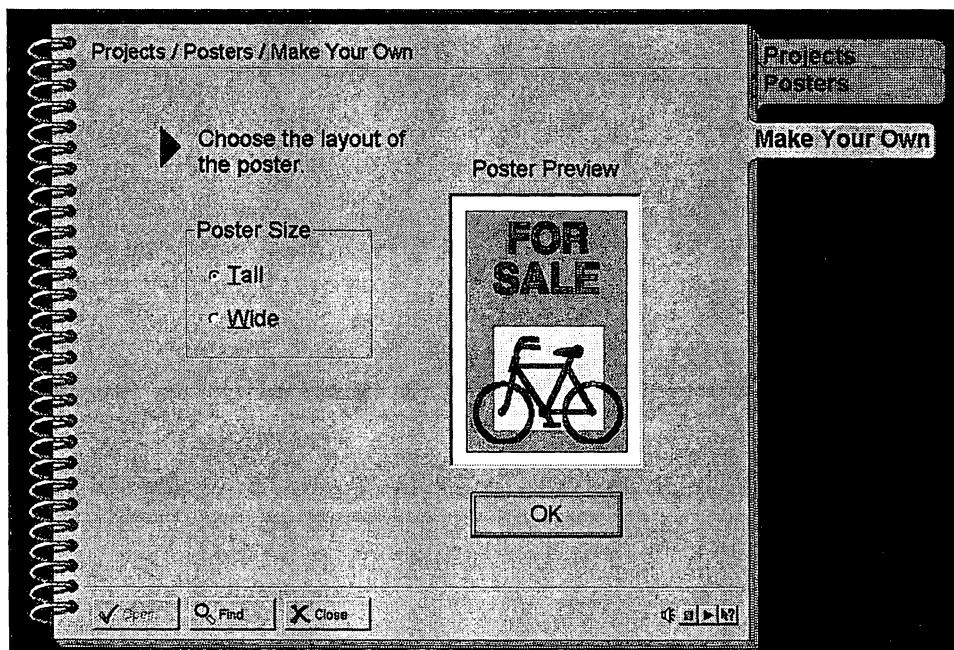 Projects / Posters / Make Your Own
Projects
Posters
Make Your Own
Choose the layout of
the poster.
Poster Preview
Poster Size
Tall
Wide
FOR
SALE
OK
Open
Find
Close